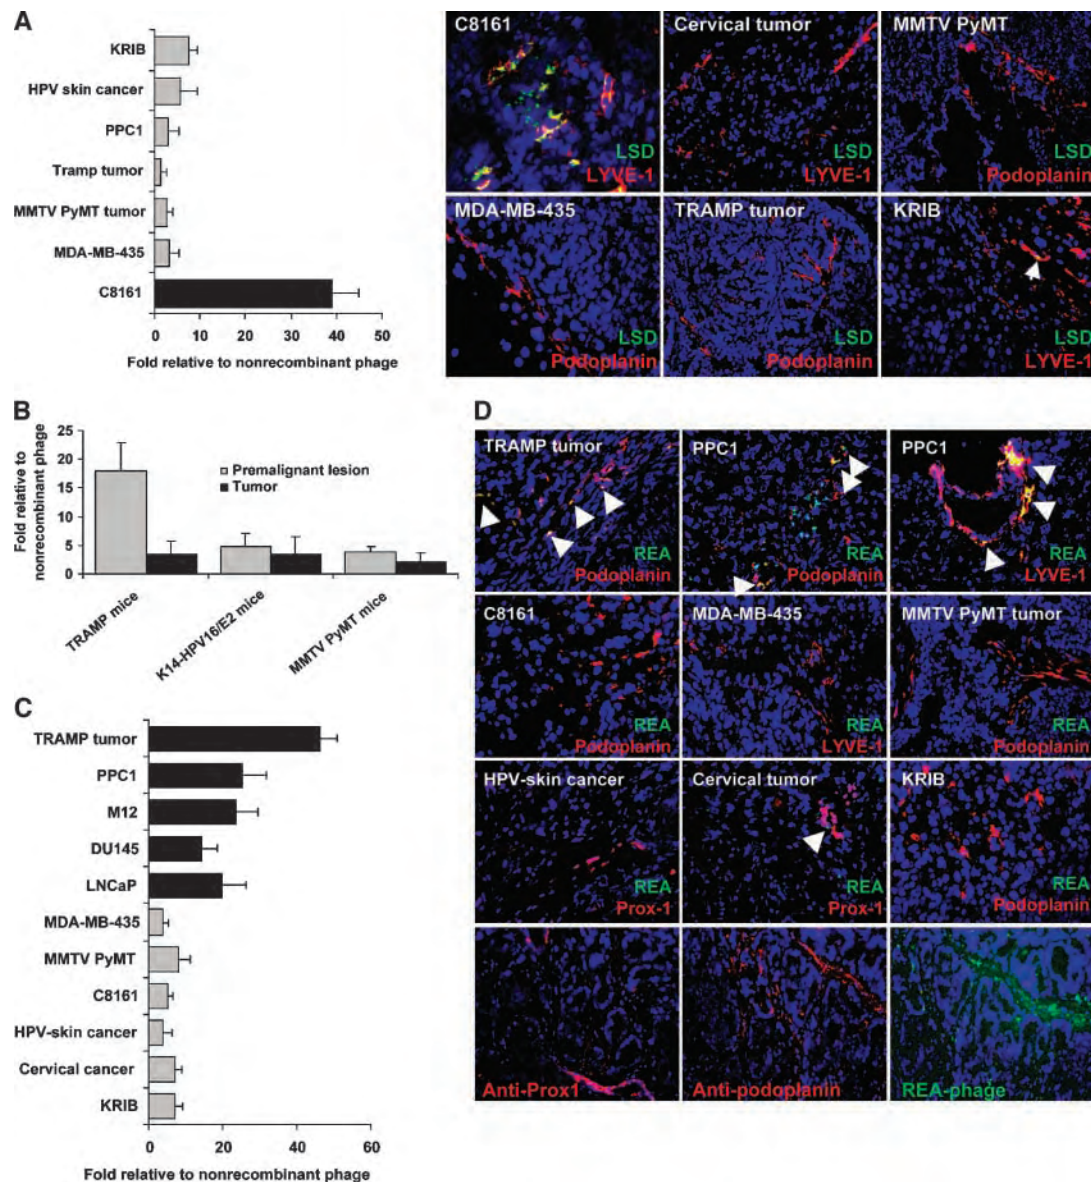 A
KRIB
HPV skin cancer
PPC1
Tramp tumor
MMTV PyMT tumor
MDA-MB-435
C8161
0 10 20 30 40 50
Fold relative to nonrecombinant phage
C8161
LSD
LYVE-1
Cervical tumor
LSD
LYVE-1
MMTV PyMT
LSD
Podoplanin
MDA-MB-435
LSD
Podoplanin
TRAMP tumor
LSD
Podoplanin
KRIB
LSD
LYVE-1
B
Fold relative to
nonrecombinant phage
25
20
15
10
5
0
Premalignant lesion
Tumor
TRAMP mice
K14-HPV16/E2 mice
MMTV PyMT mice
C
TRAMP tumor
PPC1
M12
DU145
LNCaP
MDA-MB-435
MMTV PyMT
C8161
HPV-skin cancer
Cervical cancer
KRIB
0 20 40 60
Fold relative to nonrecombinant phage
D
TRAMP tumor
REA
Podoplanin
PPC1
REA
Podoplanin
PPC1
REA
LYVE-1
C8161
REA
Podoplanin
MDA-MB-435
REA
LYVE-1
MMTV PyMT tumor
REA
Podoplanin
HPV-skin cancer
REA
Prox-1
Cervical tumor
REA
Prox-1
KRIB
REA
Podoplanin
Anti-Prox1
Anti-podoplanin
REA-phage